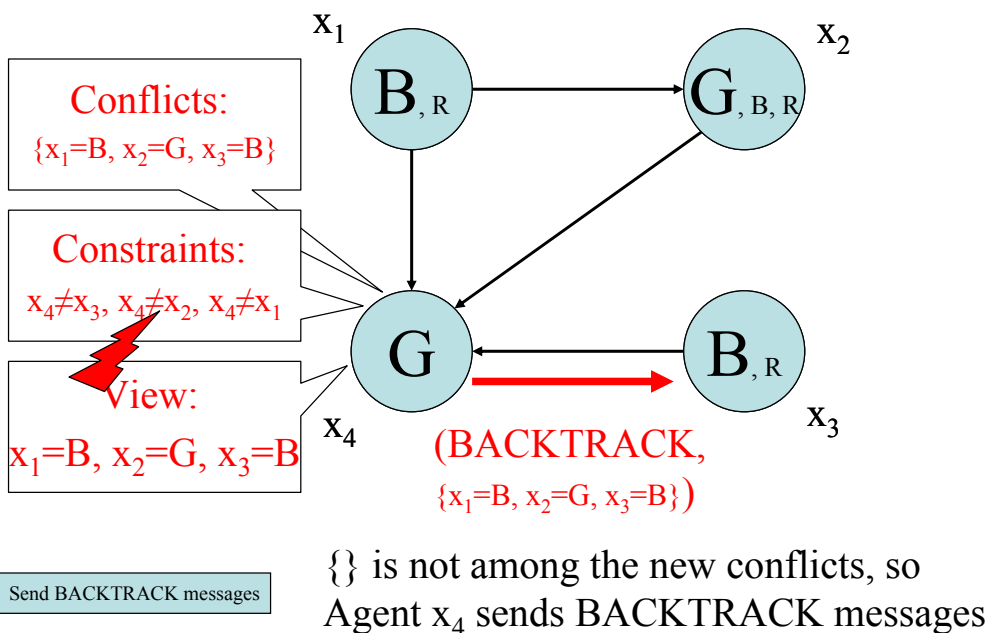 x₁
x₂
B, R
G, B, R
Conflicts:
{x₁=B, x₂=G, x₃=B}
Constraints:
x₄≠x₃, x₄≠x₂, x₄≠x₁
View:
x₁=B, x₂=G, x₃=B
G
B, R
x₄
x₃
(BACKTRACK,
{x₁=B, x₂=G, x₃=B})
Send BACKTRACK messages
{} is not among the new conflicts, so
Agent x₄ sends BACKTRACK messages